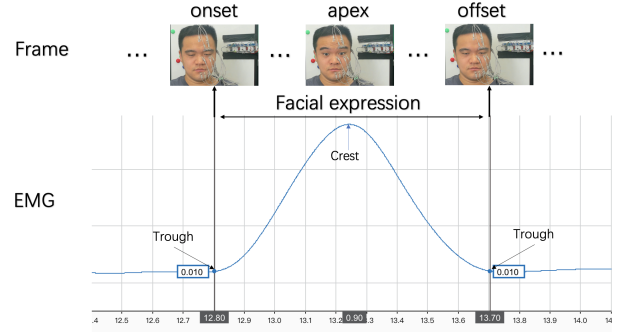 onset apex offset
Frame ... ... ... ...
Facial expression
Crest
EMG
Trough Trough
0.010 0.010
.4 12.5 12.6 12.7 12.80 12.9 13.0 13.1 13.2 0.90 .3 13.4 13.5 13.6 13.70 13.8 13.9 14.0 14